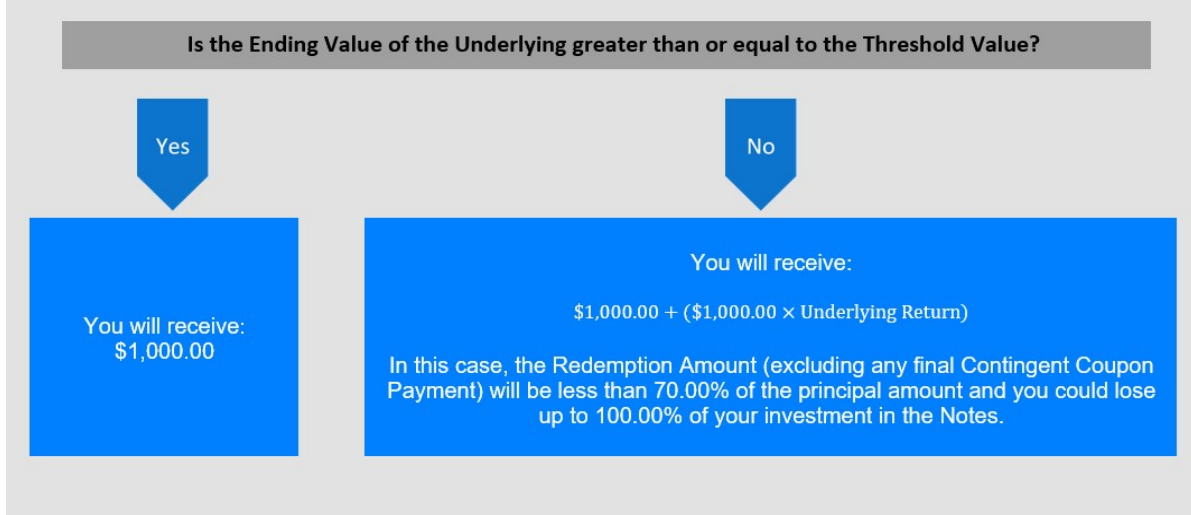 Is the Ending Value of the Underlying greater than or equal to the Threshold Value?
Yes
No
You will receive:
$1,000.00
You will receive:
$1,000.00 + ($1,000.00 × Underlying Return)
In this case, the Redemption Amount (excluding any final Contingent Coupon
Payment) will be less than 70.00% of the principal amount and you could lose
up to 100.00% of your investment in the Notes.